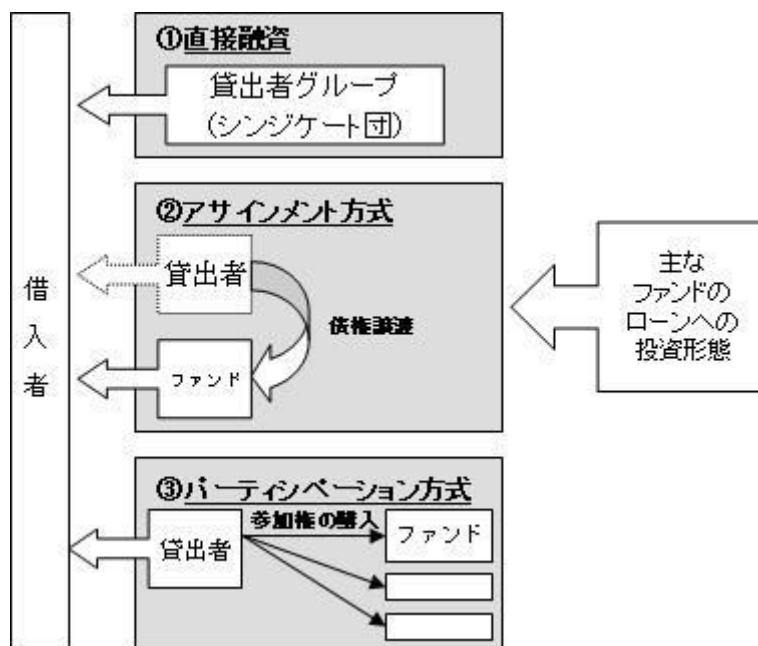 ①直接融資
貸出者グループ
(シンジケート団)
②アサインメント方式
貸出者
債権譲渡
ファンド
③パーティシペーション方式
参加権の購入
貸出者
ファンド
借入者
主な
ファンドの
ローンへの
投資形態